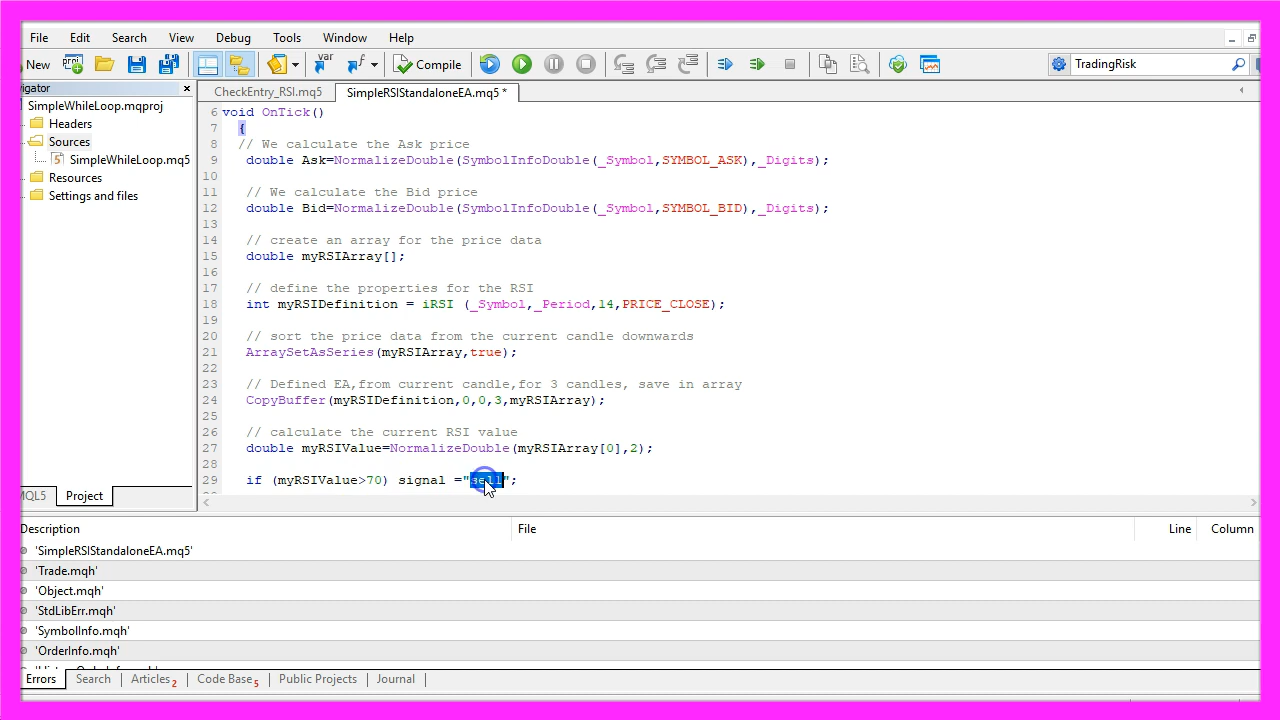 File Edit Search View Debug Tools Window Help
New Compile TradingRisk
vigator
SimpleWhileLoop.mqproj
Headers
Sources
SimpleWhileLoop.mq5
Resources
Settings and files
MQL5 Project
CheckEntry_RSI.mq5 SimpleRSIStandaloneEA.mq5 *
6 void OnTick()
7 {
8 // We calculate the Ask price
9 double Ask=NormalizeDouble(SymbolInfoDouble(_Symbol,SYMBOL_ASK),_Digits);
10
11 // We calculate the Bid price
12 double Bid=NormalizeDouble(SymbolInfoDouble(_Symbol,SYMBOL_BID),_Digits);
13
14 // create an array for the price data
15 double myRSIArray[];
16
17 // define the properties for the RSI
18 int myRSIDefinition = iRSI (_Symbol,_Period,14,PRICE_CLOSE);
19
20 // sort the price data from the current candle downwards
21 ArraySetAsSeries(myRSIArray,true);
22
23 // Defined EA,from current candle,for 3 candles, save in array
24 CopyBuffer(myRSIDefinition,0,0,3,myRSIArray);
25
26 // calculate the current RSI value
27 double myRSIValue=NormalizeDouble(myRSIArray[0],2);
28
29 if (myRSIValue>70) signal ="sell";
Description File Line Column
'SimpleRSIStandaloneEA.mq5'
'Trade.mqh'
'Object.mqh'
'StdLibErr.mqh'
'SymbolInfo.mqh'
'OrderInfo.mqh'
Errors Search Articles 2 Code Base 5 Public Projects Journal